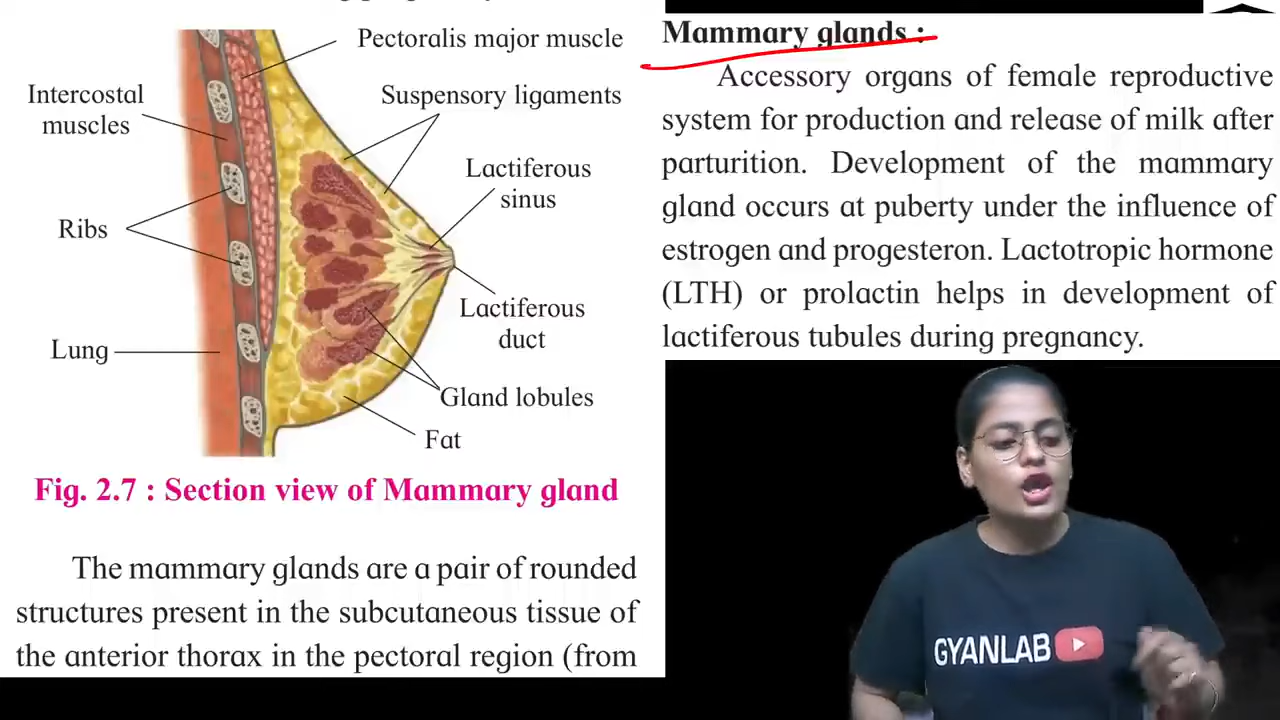 Pectoralis major muscle
Intercostal
muscles
Suspensory ligaments
Lactiferous
sinus
Ribs
Lactiferous
duct
Lung
Gland lobules
Fat
Fig. 2.7 : Section view of Mammary gland
The mammary glands are a pair of rounded
structures present in the subcutaneous tissue of
the anterior thorax in the pectoral region (from
Mammary glands :
Accessory organs of female reproductive
system for production and release of milk after
parturition. Development of the mammary
gland occurs at puberty under the influence of
estrogen and progesteron. Lactotropic hormone
(LTH) or prolactin helps in development of
lactiferous tubules during pregnancy.
GYANLAB